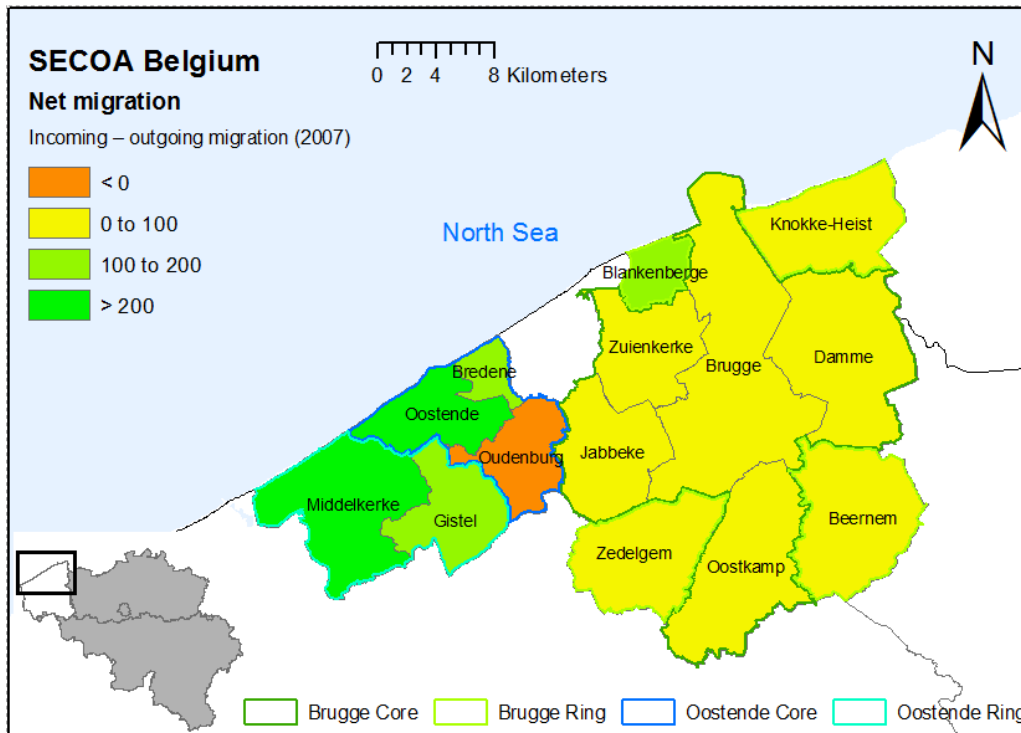 SECOA Belgium
Net migration
Incoming – outgoing migration (2007)
< 0
0 to 100
100 to 200
> 200
0 2 4 8 Kilometers
N
North Sea
Knokke-Heist
Blankenberge
Zuienkerke
Brugge
Damme
Bredene
Oostende
Oudenburg
Jabbeke
Middelkerke
Gistel
Beernem
Zedelgem
Oostkamp
Brugge Core
Brugge Ring
Oostende Core
Oostende Ring